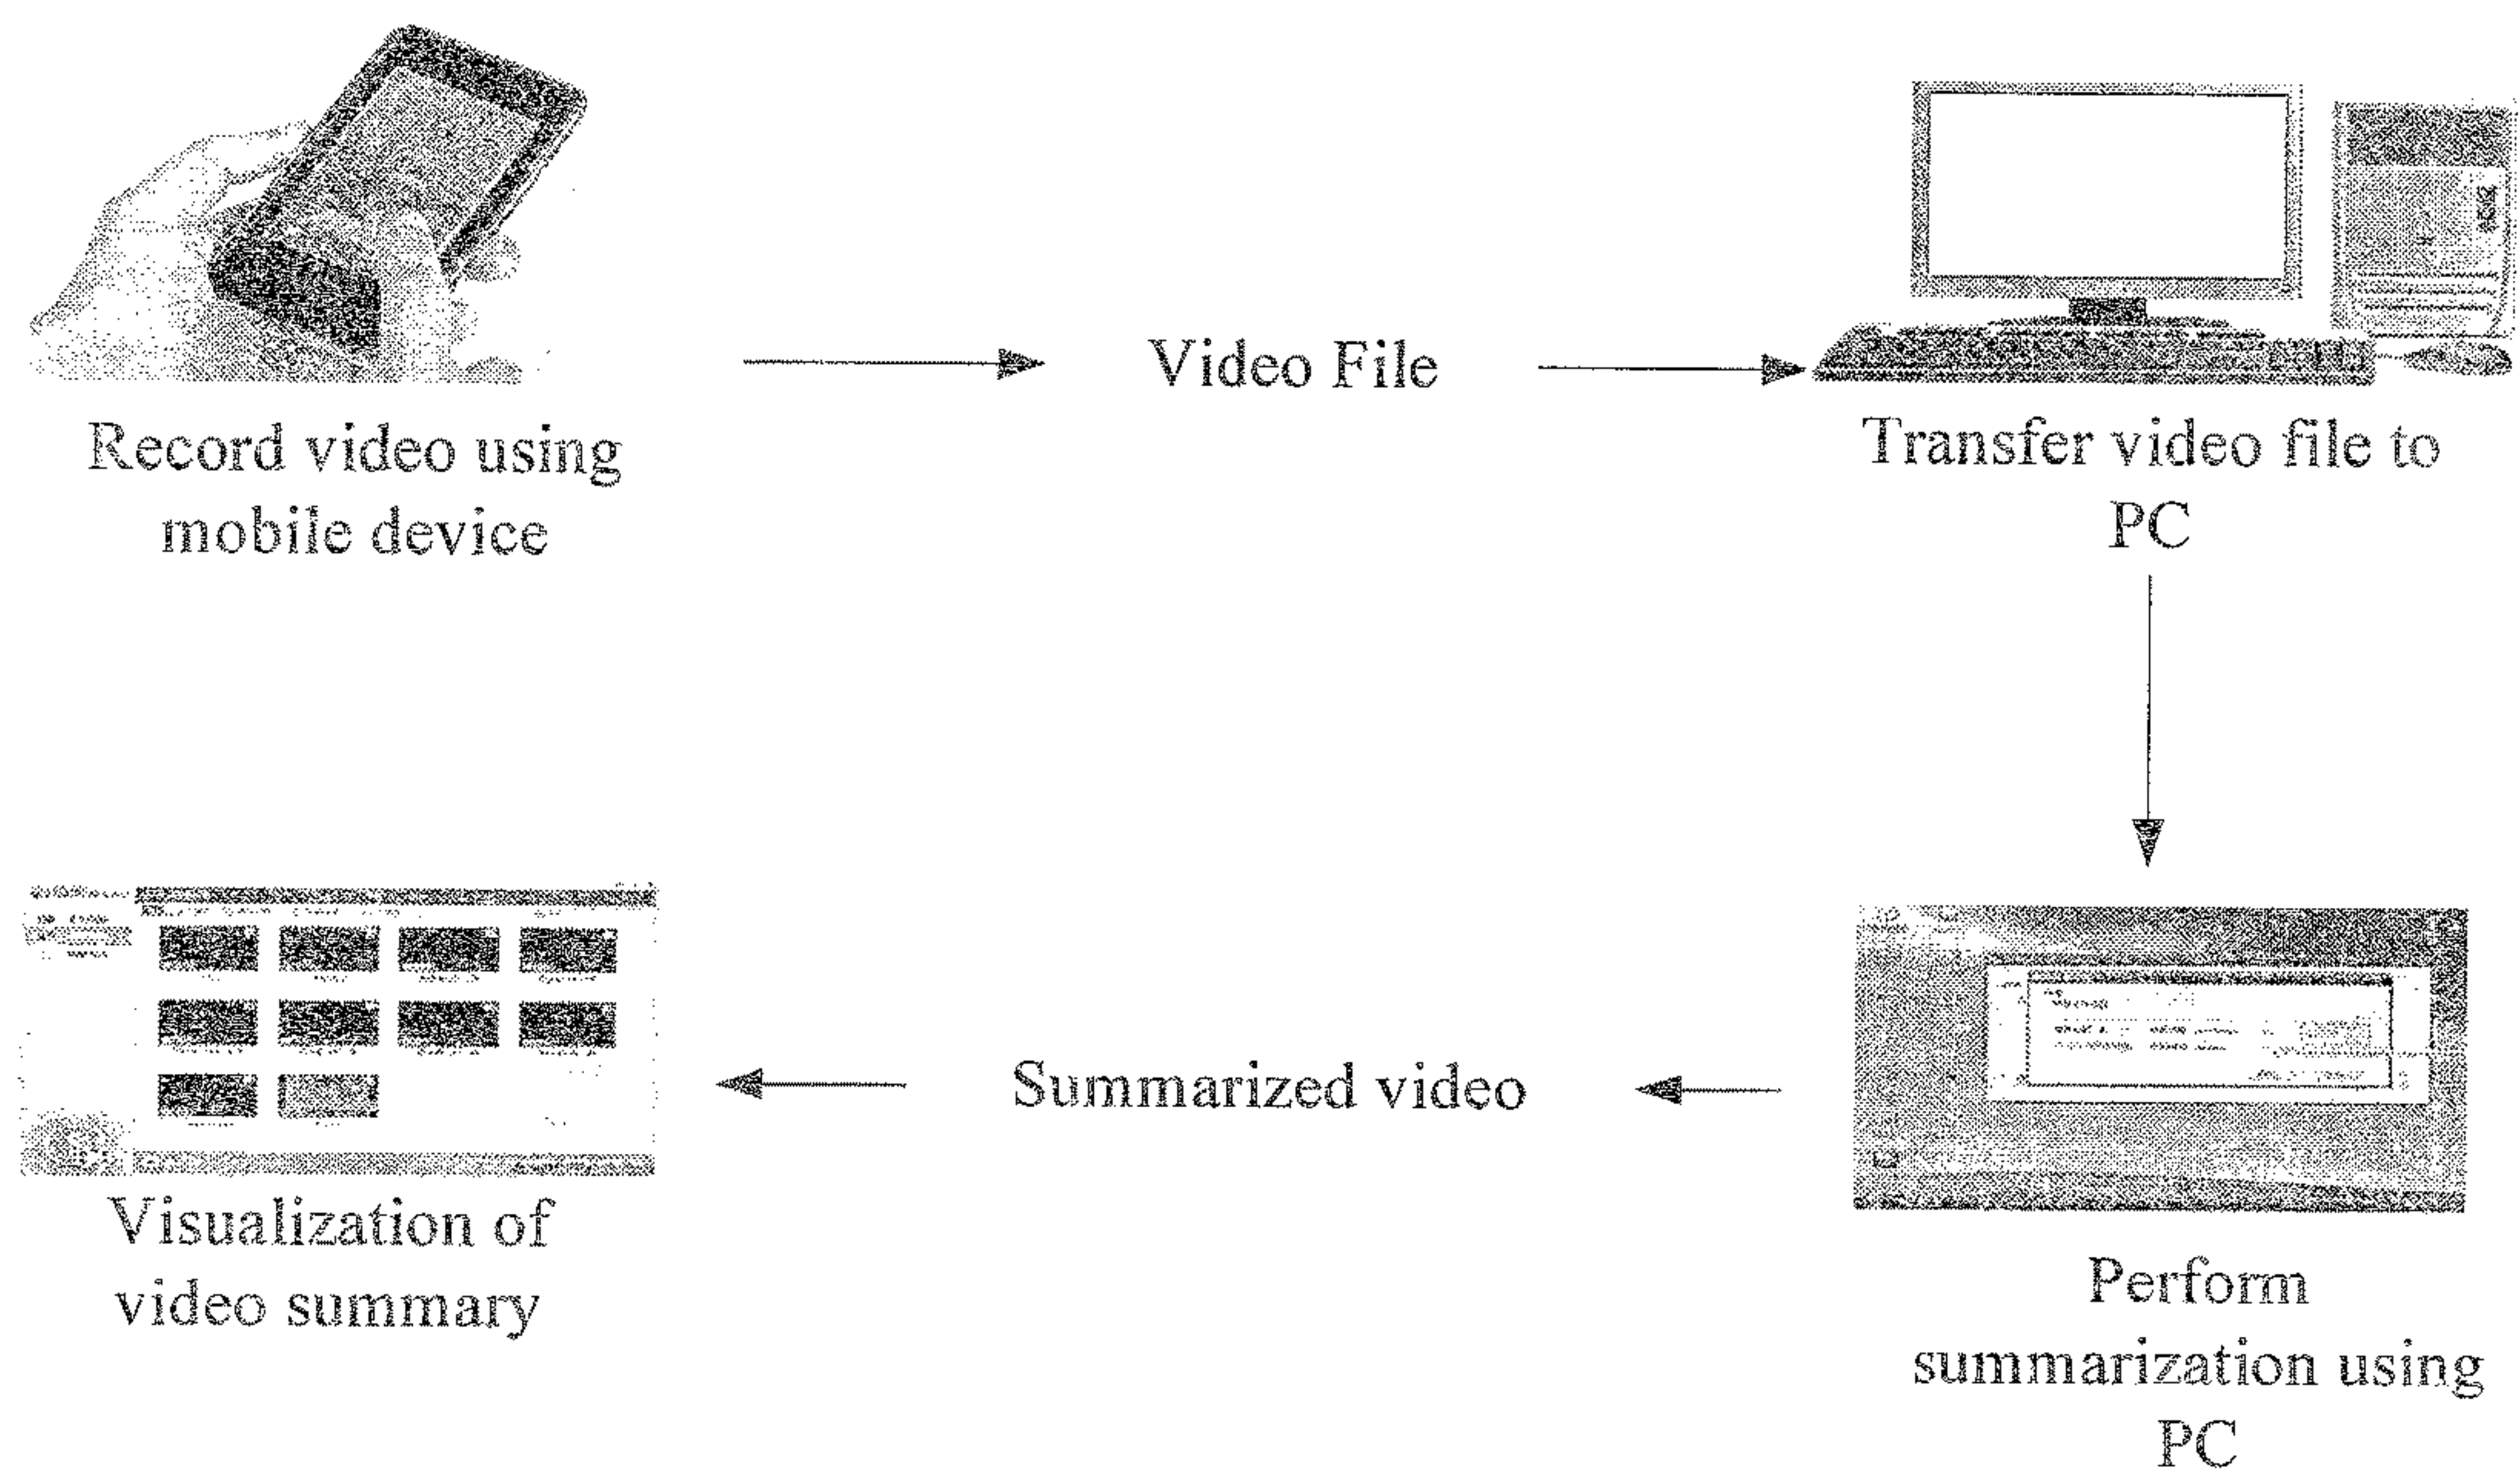 Record video using
mobile device
Video File
Transfer video file to
PC
Perform
summarization using
PC
Summarized video
Visualization of
video summary